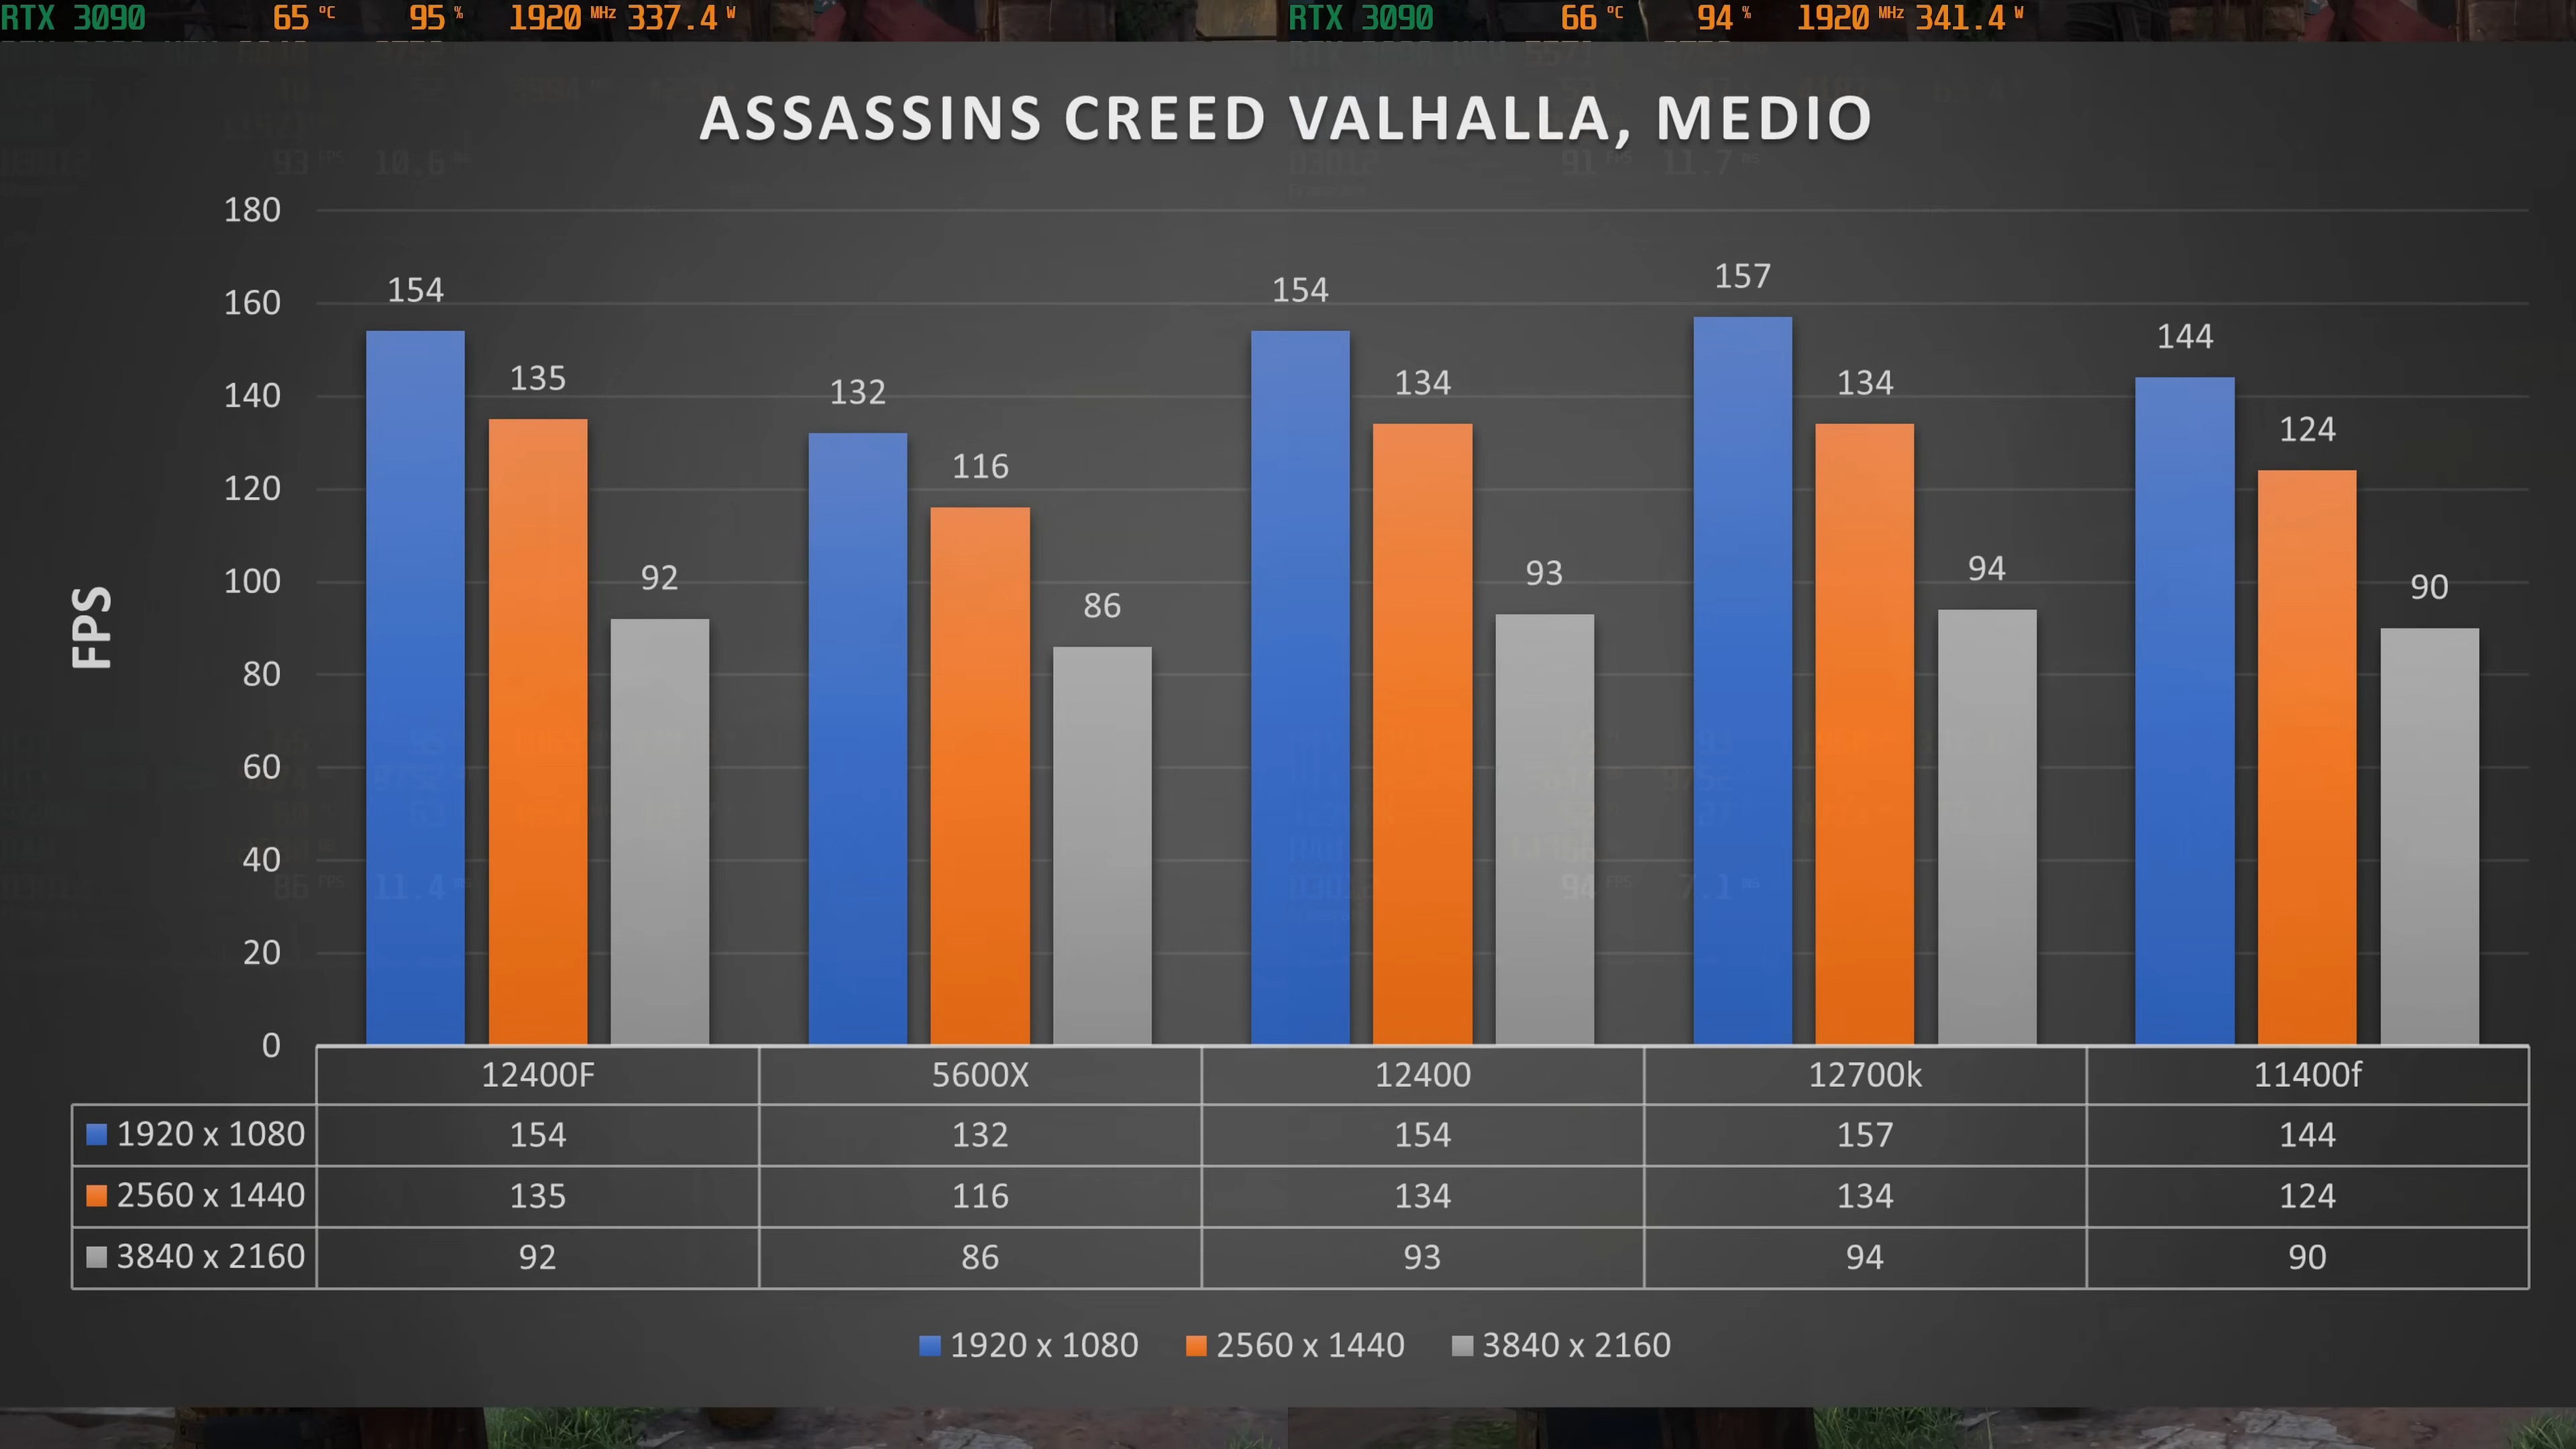 RTX 3090 65 °C 95 % 1920 MHz 337.4 W RTX 3090 66 °C 94 % 1920 MHz 341.4 W
ASSASSINS CREED VALHALLA, MEDIO
FPS
180
160
140
120
100
80
60
40
20
0
154 135 92 132 116 86 154 134 93 157 134 94 144 124 90
12400F 5600X 12400 12700k 11400f
1920 x 1080 154 132 154 157 144
2560 x 1440 135 116 134 134 124
3840 x 2160 92 86 93 94 90
1920 x 1080 2560 x 1440 3840 x 2160